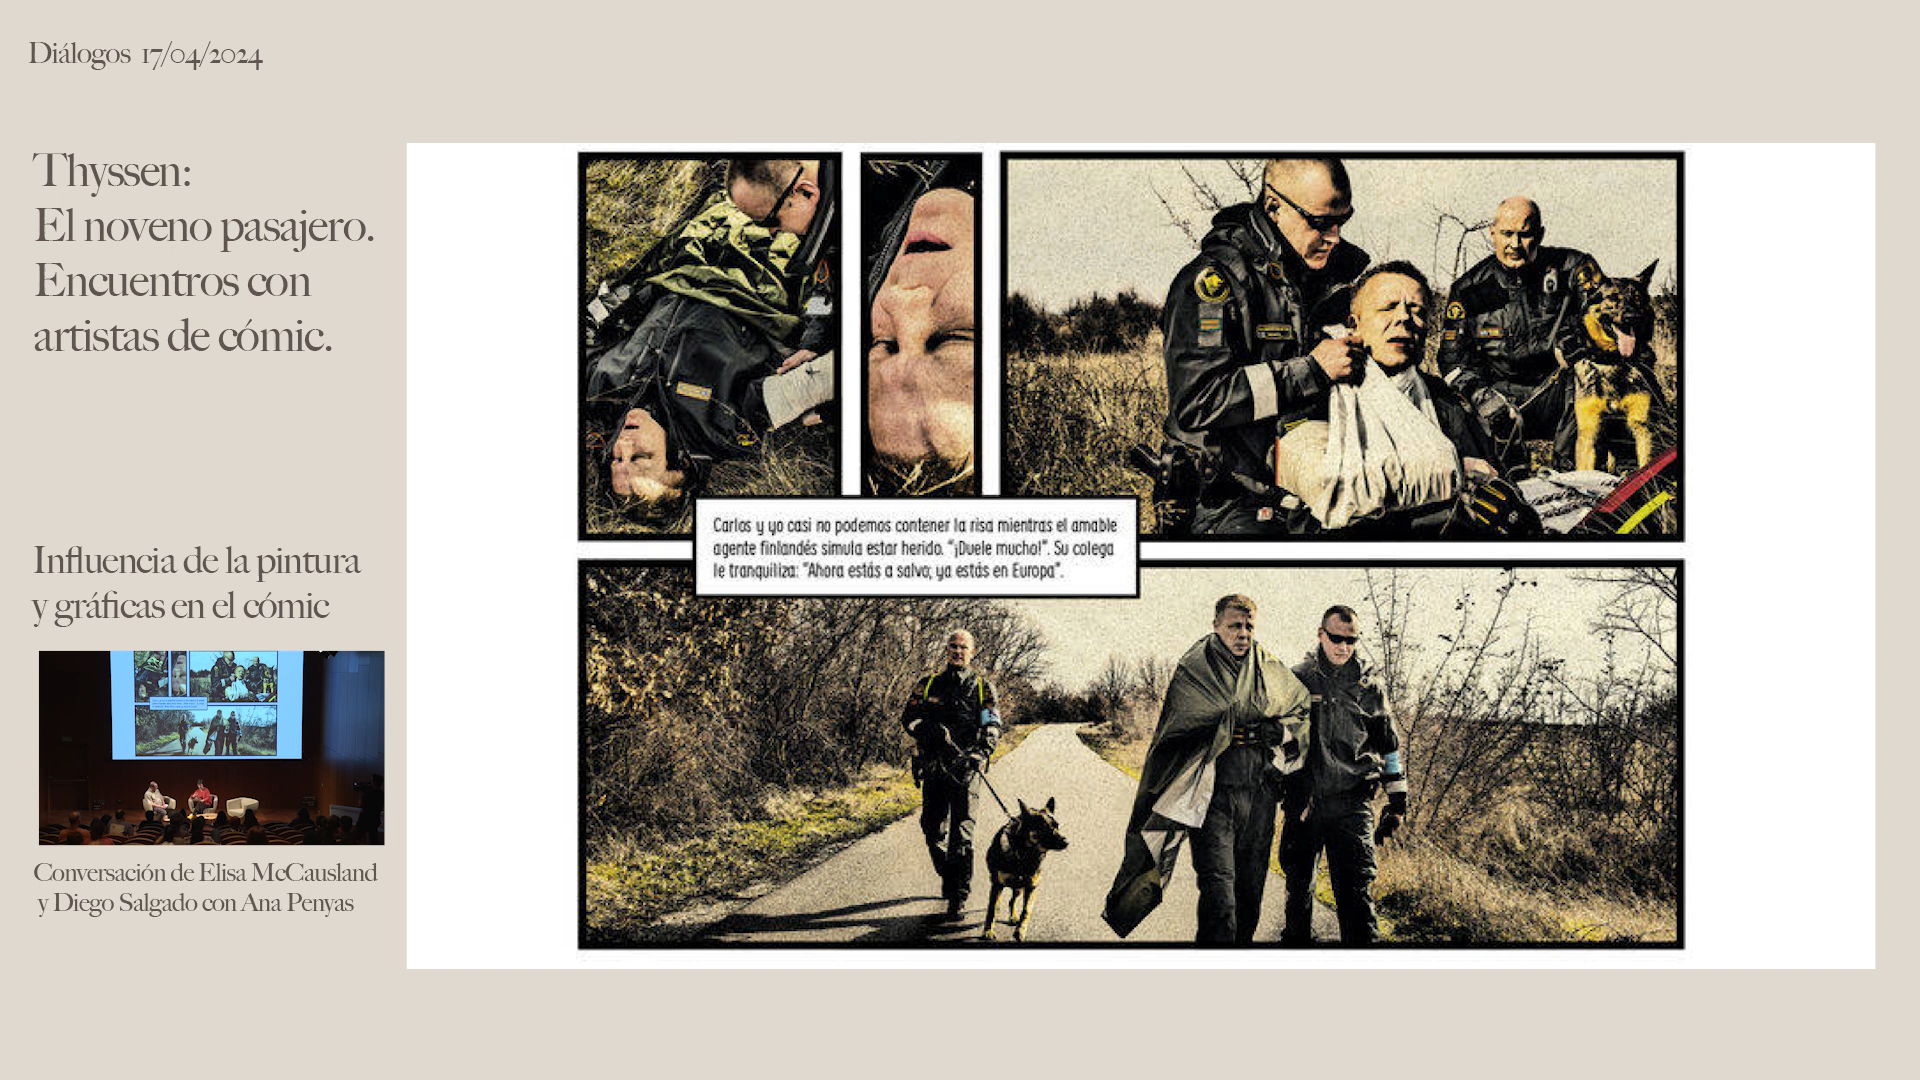 Diálogos 17/04/2024
Thyssen:
El noveno pasajero.
Encuentros con
artistas de cómic.
Influencia de la pintura
y gráficas en el cómic
Conversación de Elisa McCausland
y Diego Salgado con Ana Penyas
Carlos y yo casi no podemos contener la risa mientras el amable
agente finlandés simula estar herido. "¡Duele mucho!". Su colega
le tranquiliza: "Ahora estás a salvo; ya estás en Europa".